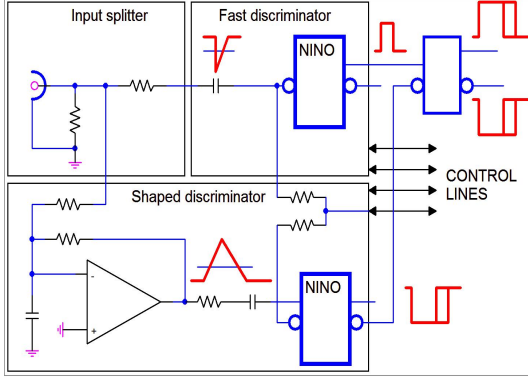 Input splitter
Fast discriminator
NINO
CONTROL
LINES
Shaped discriminator
-
+
NINO